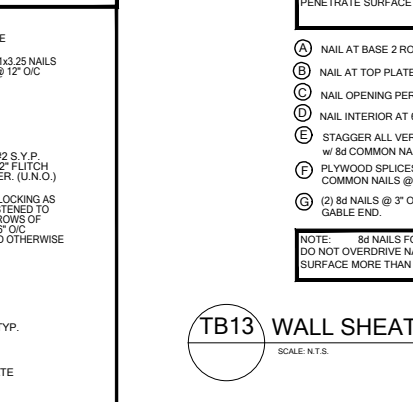 PENETRATE SURFACE
E
1x3.25 NAILS
@ 12" O/C
#2 S.Y.P.
2" FLITCH
ER. (U.N.O.)
LOCKING AS
STENED TO
ROWS OF
6" O/C
D OTHERWISE
TYP.
TE
A NAIL AT BASE 2 RO
B NAIL AT TOP PLATE
C NAIL OPENING PER
D NAIL INTERIOR AT 6
E STAGGER ALL VER
w/ 8d COMMON NA
F PLYWOOD SPLICES
COMMON NAILS @
G (2) 8d NAILS @ 3" O
GABLE END.
NOTE: 8d NAILS FO
DO NOT OVERDRIVE NA
SURFACE MORE THAN
TB13 WALL SHEAT
SCALE: N.T.S.